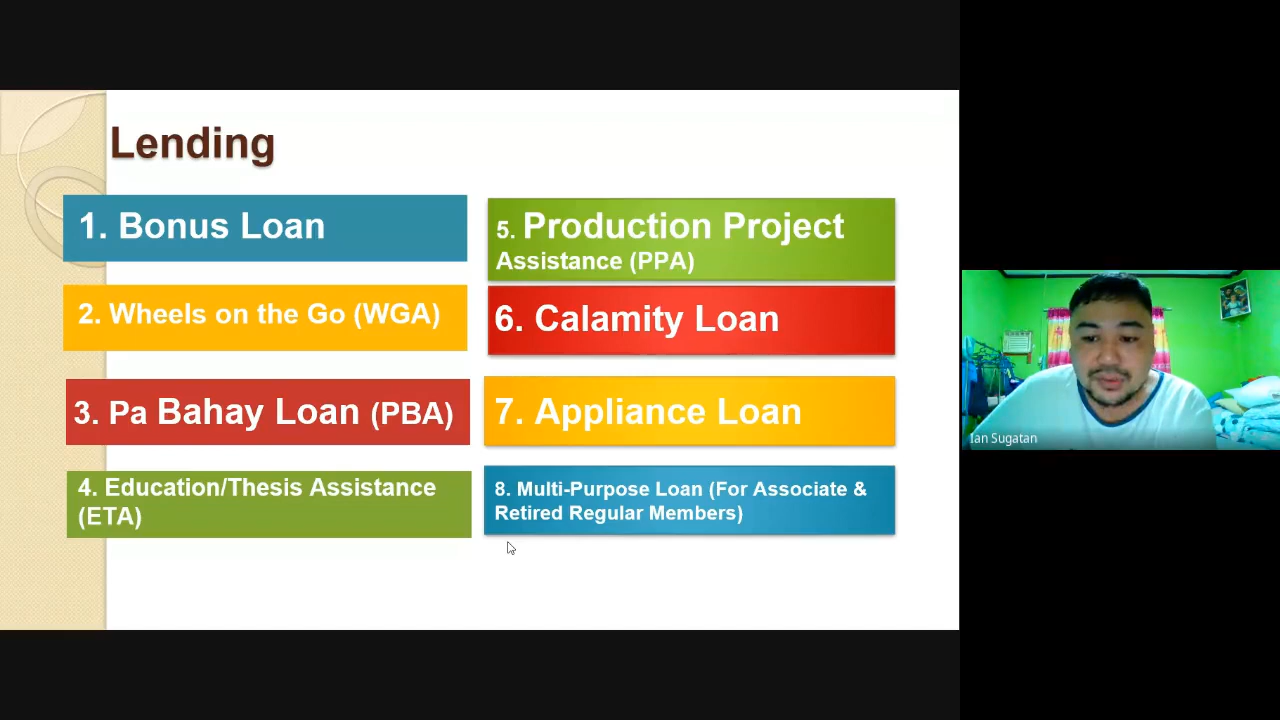 Lending
1. Bonus Loan
2. Wheels on the Go (WGA)
3. Pa Bahay Loan (PBA)
4. Education/Thesis Assistance
(ETA)
5. Production Project
Assistance (PPA)
6. Calamity Loan
7. Appliance Loan
8. Multi-Purpose Loan (For Associate &
Retired Regular Members)
Ian Sugatan